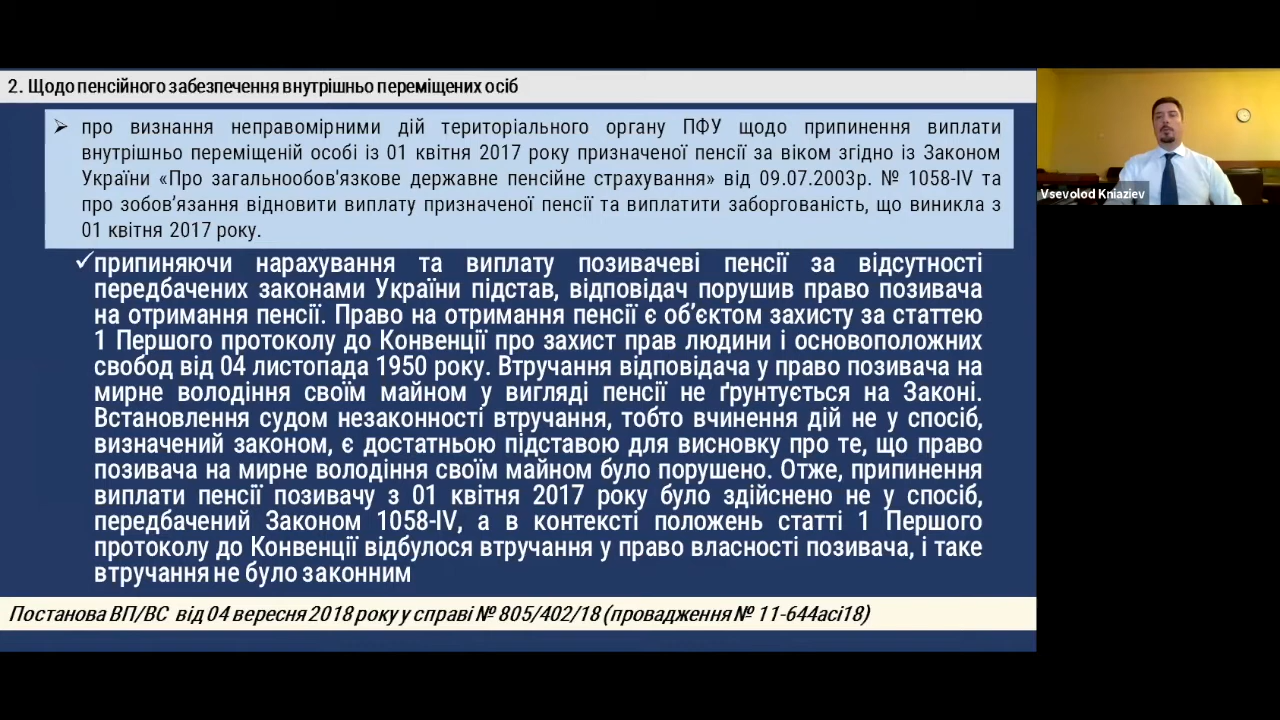 2. Щодо пенсійного забезпечення внутрішньо переміщених осіб
➢ про визнання неправомірними дій територіального органу ПФУ щодо припинення виплати
внутрішньо переміщеній особі із 01 квітня 2017 року призначеної пенсії за віком згідно із Законом
України «Про загальнообов'язкове державне пенсійне страхування» від 09.07.2003р. № 1058-IV та
про зобов’язання відновити виплату призначеної пенсії та виплатити заборгованість, що виникла з
01 квітня 2017 року.
✓припиняючи нарахування та виплату позивачеві пенсії за відсутності
передбачених законами України підстав, відповідач порушив право позивача
на отримання пенсії. Право на отримання пенсії є об’єктом захисту за статтею
1 Першого протоколу до Конвенції про захист прав людини і основоположних
свобод від 04 листопада 1950 року. Втручання відповідача у право позивача на
мирне володіння своїм майном у вигляді пенсії не ґрунтується на Законі.
Встановлення судом незаконності втручання, тобто вчинення дій не у спосіб,
визначений законом, є достатньою підставою для висновку про те, що право
позивача на мирне володіння своїм майном було порушено. Отже, припинення
виплати пенсії позивачу з 01 квітня 2017 року було здійснено не у спосіб,
передбачений Законом 1058-IV, а в контексті положень статті 1 Першого
протоколу до Конвенції відбулося втручання у право власності позивача, і таке
втручання не було законним
Постанова ВП/ВС від 04 вересня 2018 року у справі № 805/402/18 (провадження № 11-644асі18)
Vsevolod Kniaziev